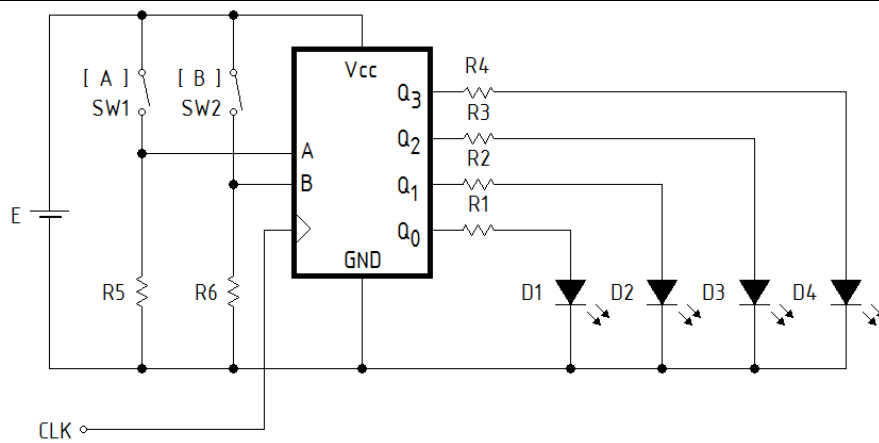 [ A ]
SW1
[ B ]
SW2
Vcc
A
B
GND
Q3
Q2
Q1
Q0
R4
R3
R2
R1
E
R5
R6
D1
D2
D3
D4
CLK